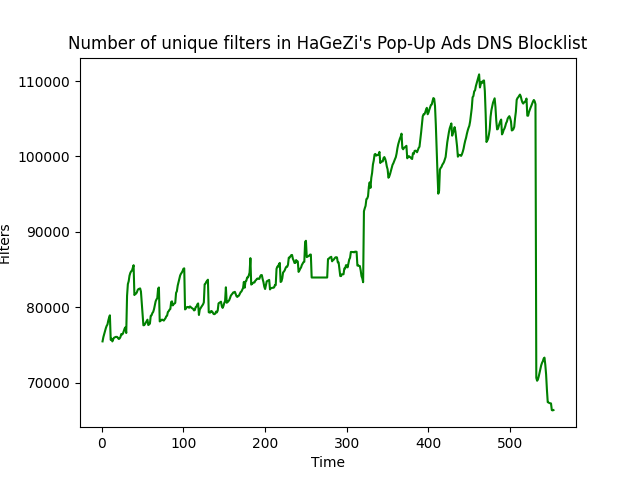 Number of unique filters in HaGeZi's Pop-Up Ads DNS Blocklist
110000
100000
90000
80000
70000
Filters
0 100 200 300 400 500
Time